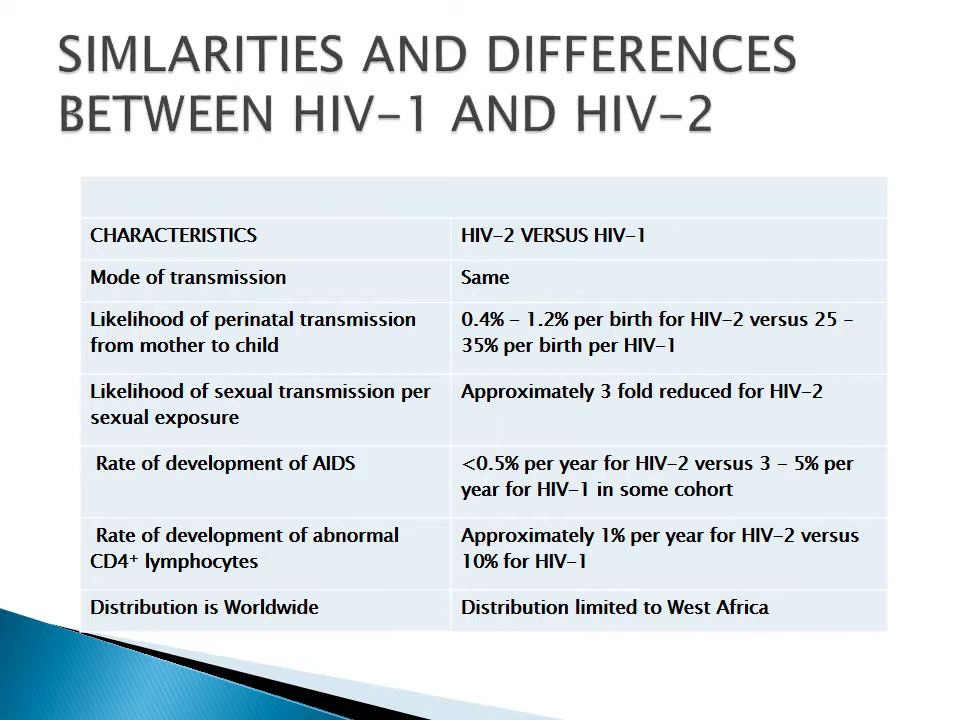 SIMLARITIES AND DIFFERENCES
BETWEEN HIV-1 AND HIV-2
CHARACTERISTICS
HIV-2 VERSUS HIV-1
Mode of transmission
Same
Likelihood of perinatal transmission
from mother to child
0.4% - 1.2% per birth for HIV-2 versus 25 -
35% per birth per HIV-1
Likelihood of sexual transmission per
sexual exposure
Approximately 3 fold reduced for HIV-2
Rate of development of AIDS
<0.5% per year for HIV-2 versus 3 - 5% per
year for HIV-1 in some cohort
Rate of development of abnormal
CD4⁺ lymphocytes
Approximately 1% per year for HIV-2 versus
10% for HIV-1
Distribution is Worldwide
Distribution limited to West Africa